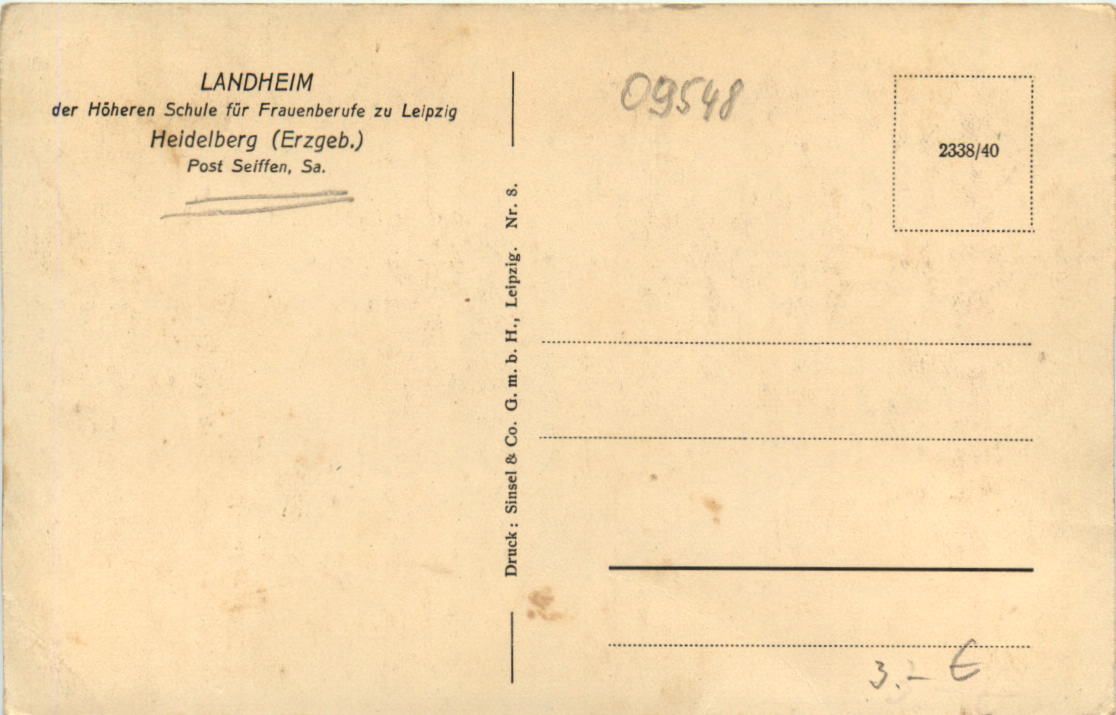 LANDHEIM
der Höheren Schule für Frauenberufe zu Leipzig
Heidelberg (Erzgeb.)
Post Seiffen, Sa.
Druck: Sinsel & Co. G. m. b. H., Leipzig. Nr. 8.
09548
2338/40
3.- €